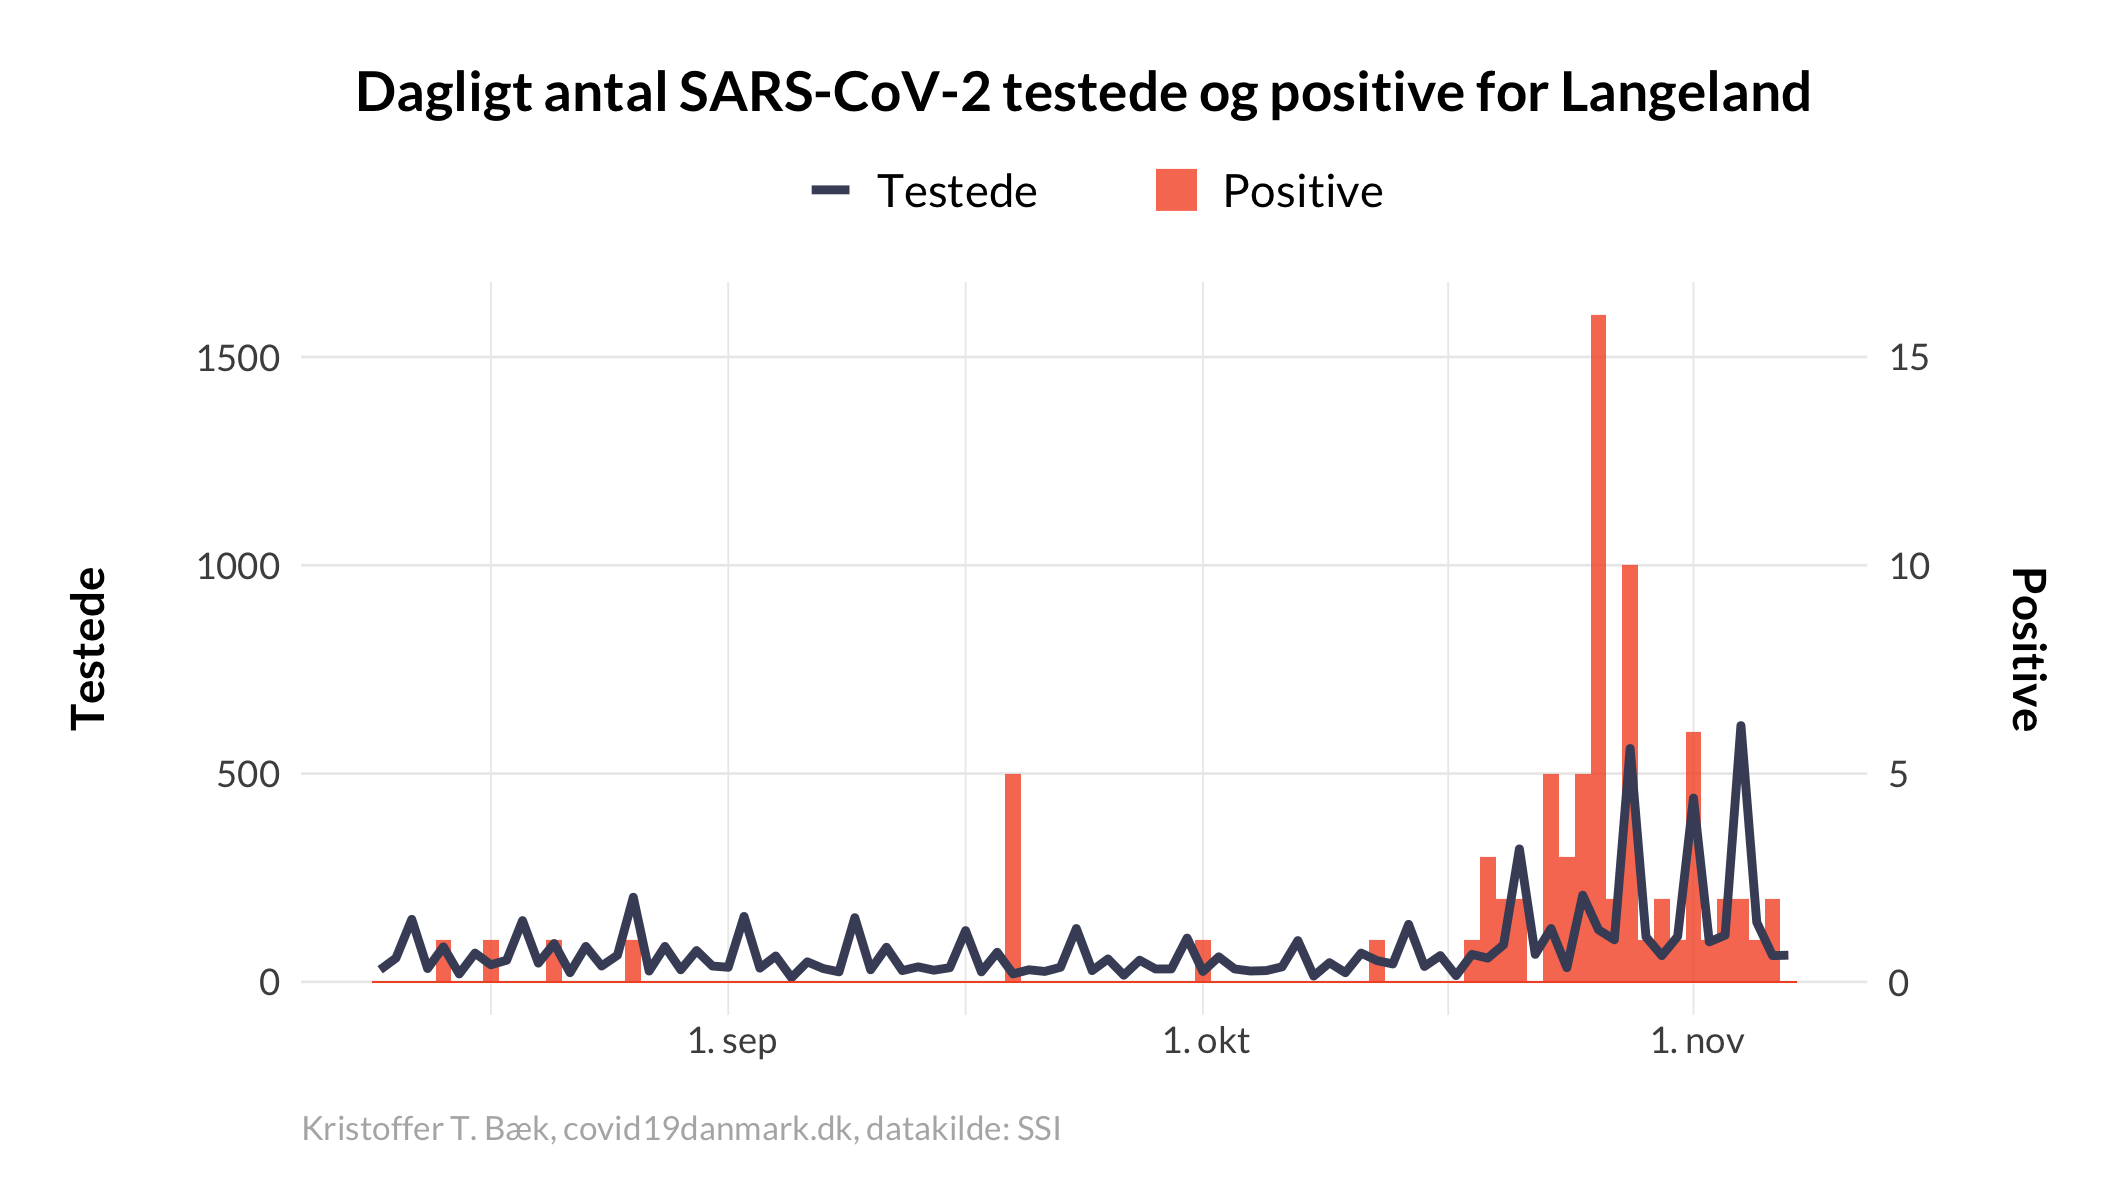 Dagligt antal SARS-CoV-2 testede og positive for Langeland
Testede Positive
1500 15
1000 10
500 5
0 0
Testede
Positive
1. sep 1. okt 1. nov
Kristoffer T. Bæk, covid19danmark.dk, datakilde: SSI